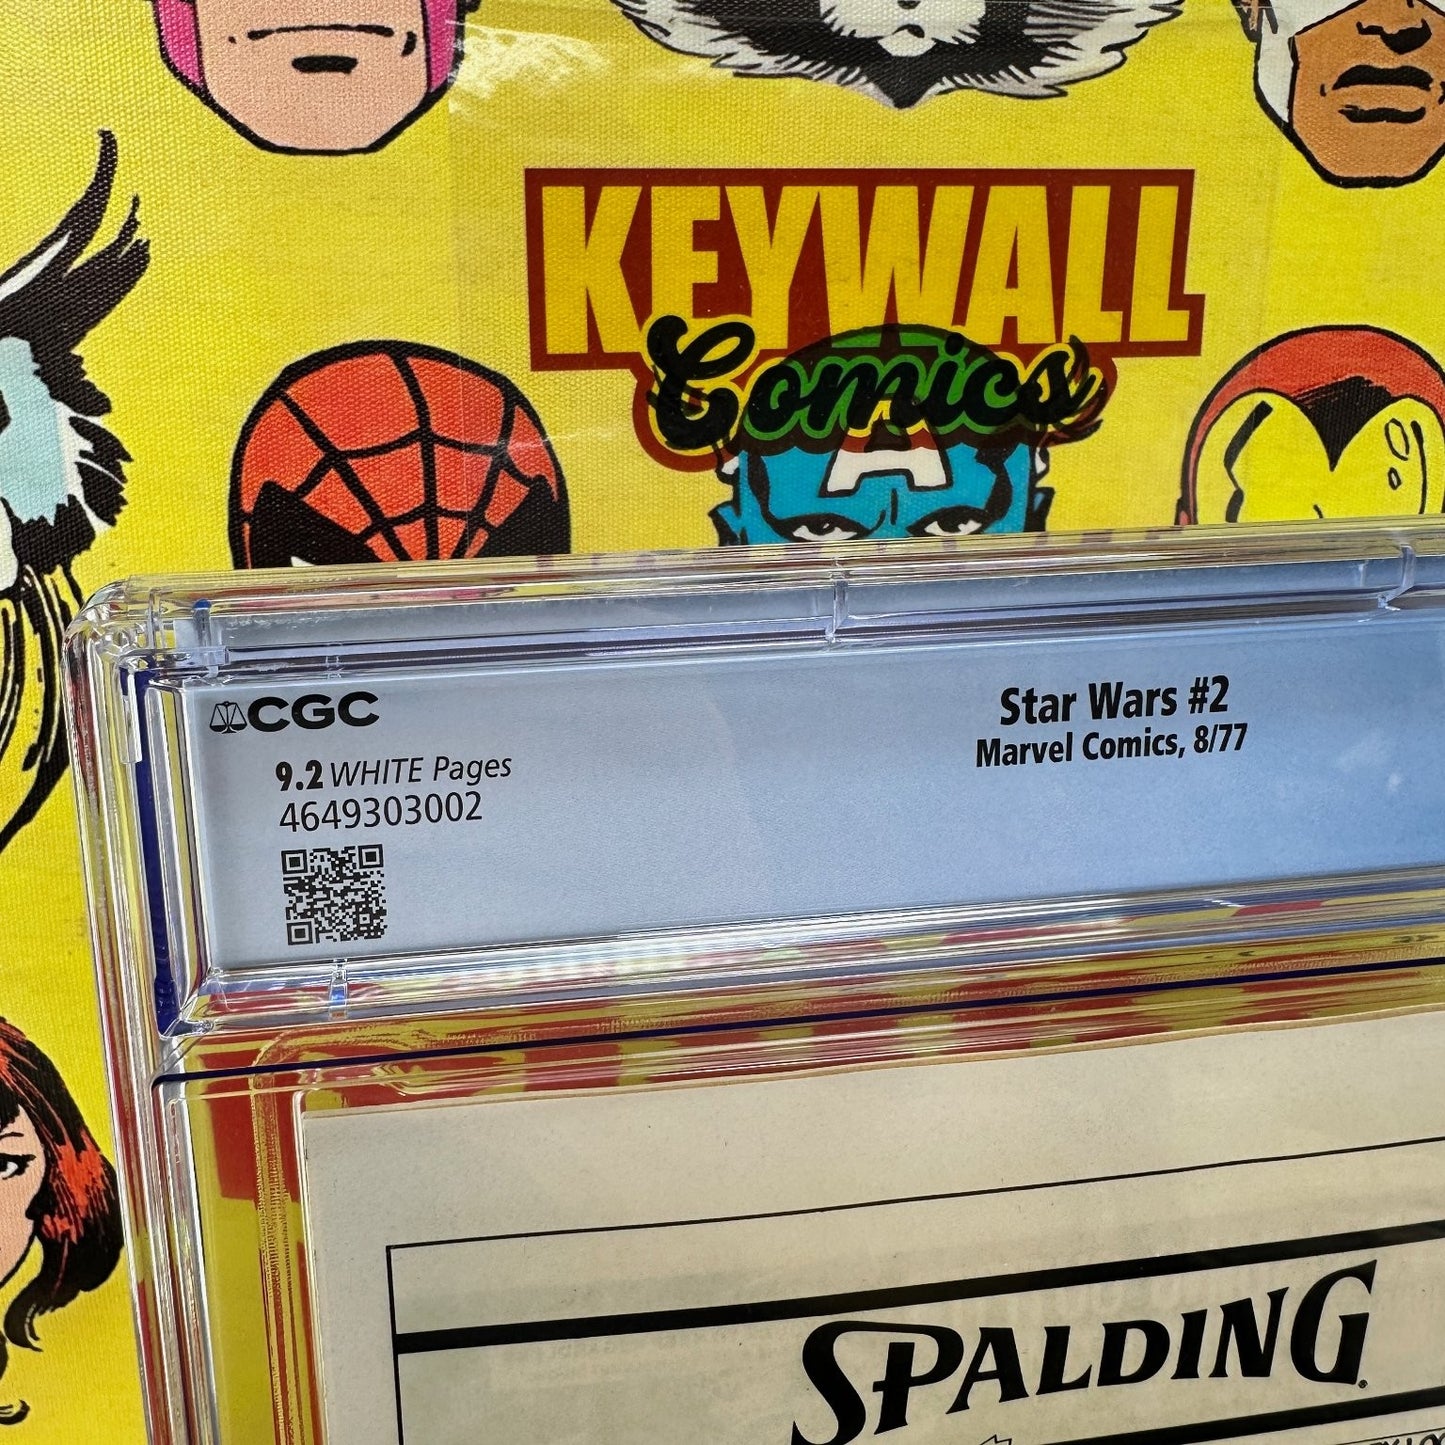 KEYWALL
Comics
A
CGC
9.2 WHITE Pages
4649303002
Star Wars #2
Marvel Comics, 8/77
SPALDING